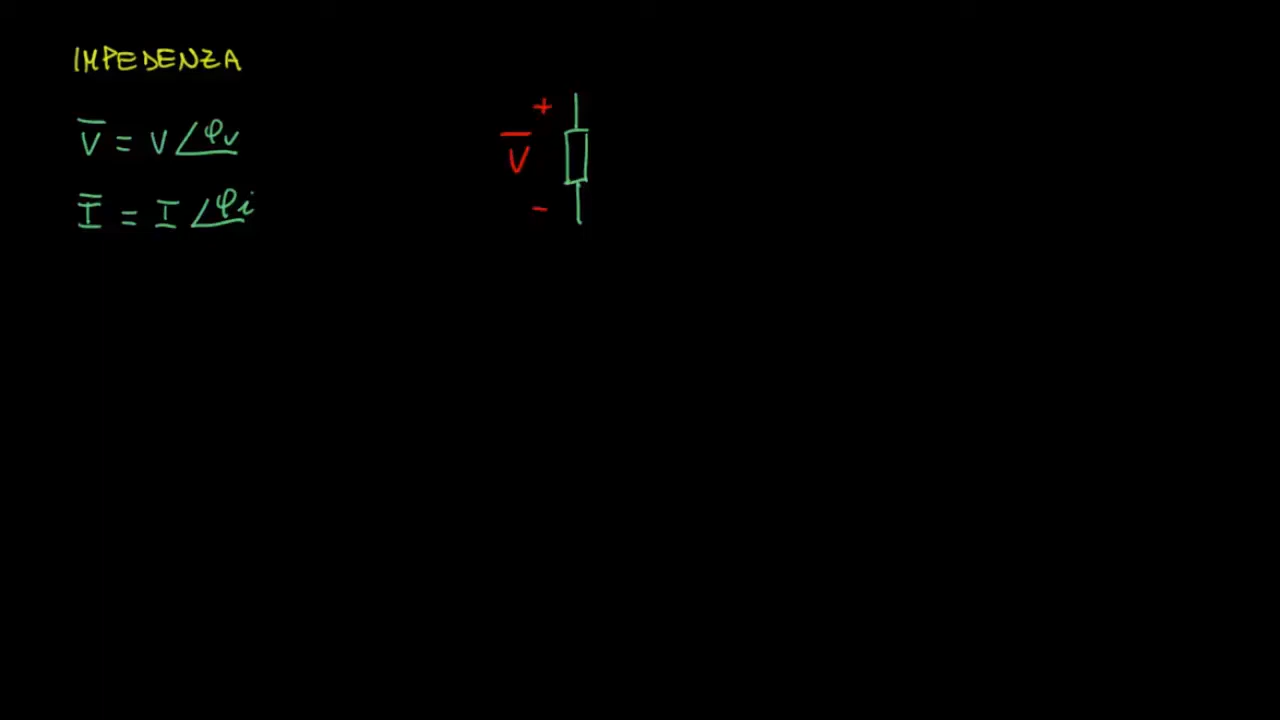 IMPEDENZA
V̅ = V∠φv
I̅ = I∠φi
+
V̅
-